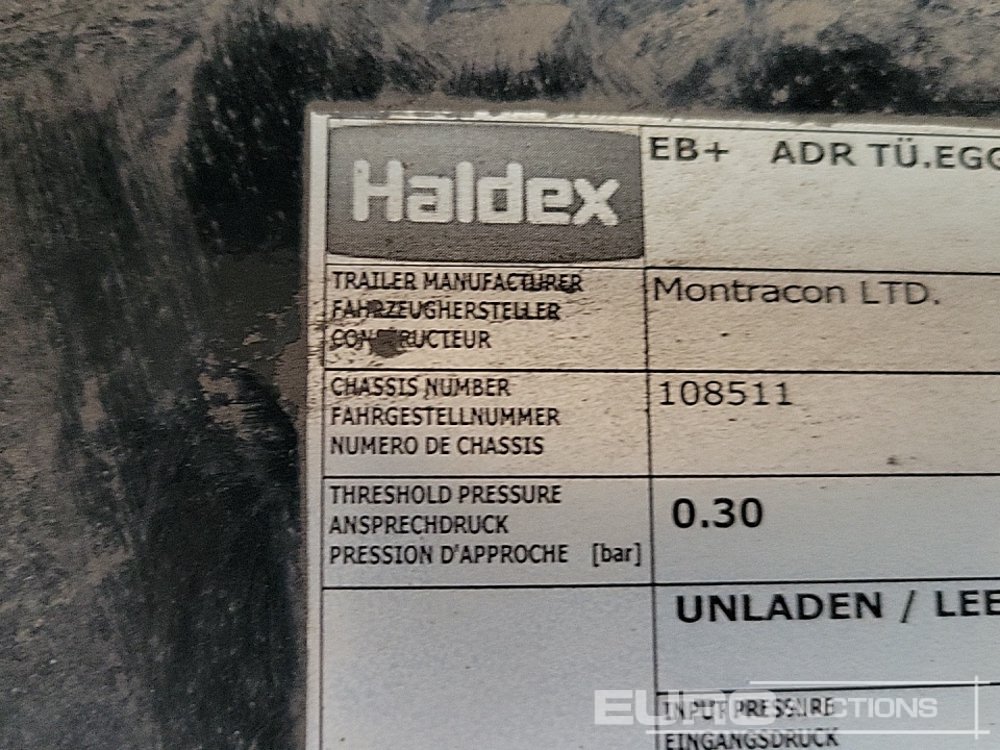 Haldex
EB+ ADR TÜ.EGG
TRAILER MANUFACTURER
FAHRZEUGHERSTELLER
CONSTRUCTEUR
Montracon LTD.
CHASSIS NUMBER
FAHRGESTELLNUMMER
NUMERO DE CHASSIS
108511
THRESHOLD PRESSURE
ANSPRECHDRUCK
PRESSION D'APPROCHE [bar]
0.30
UNLADEN / LEE
INPUT PRESSURE
EINGANGSDRUCK
EURO AUCTIONS